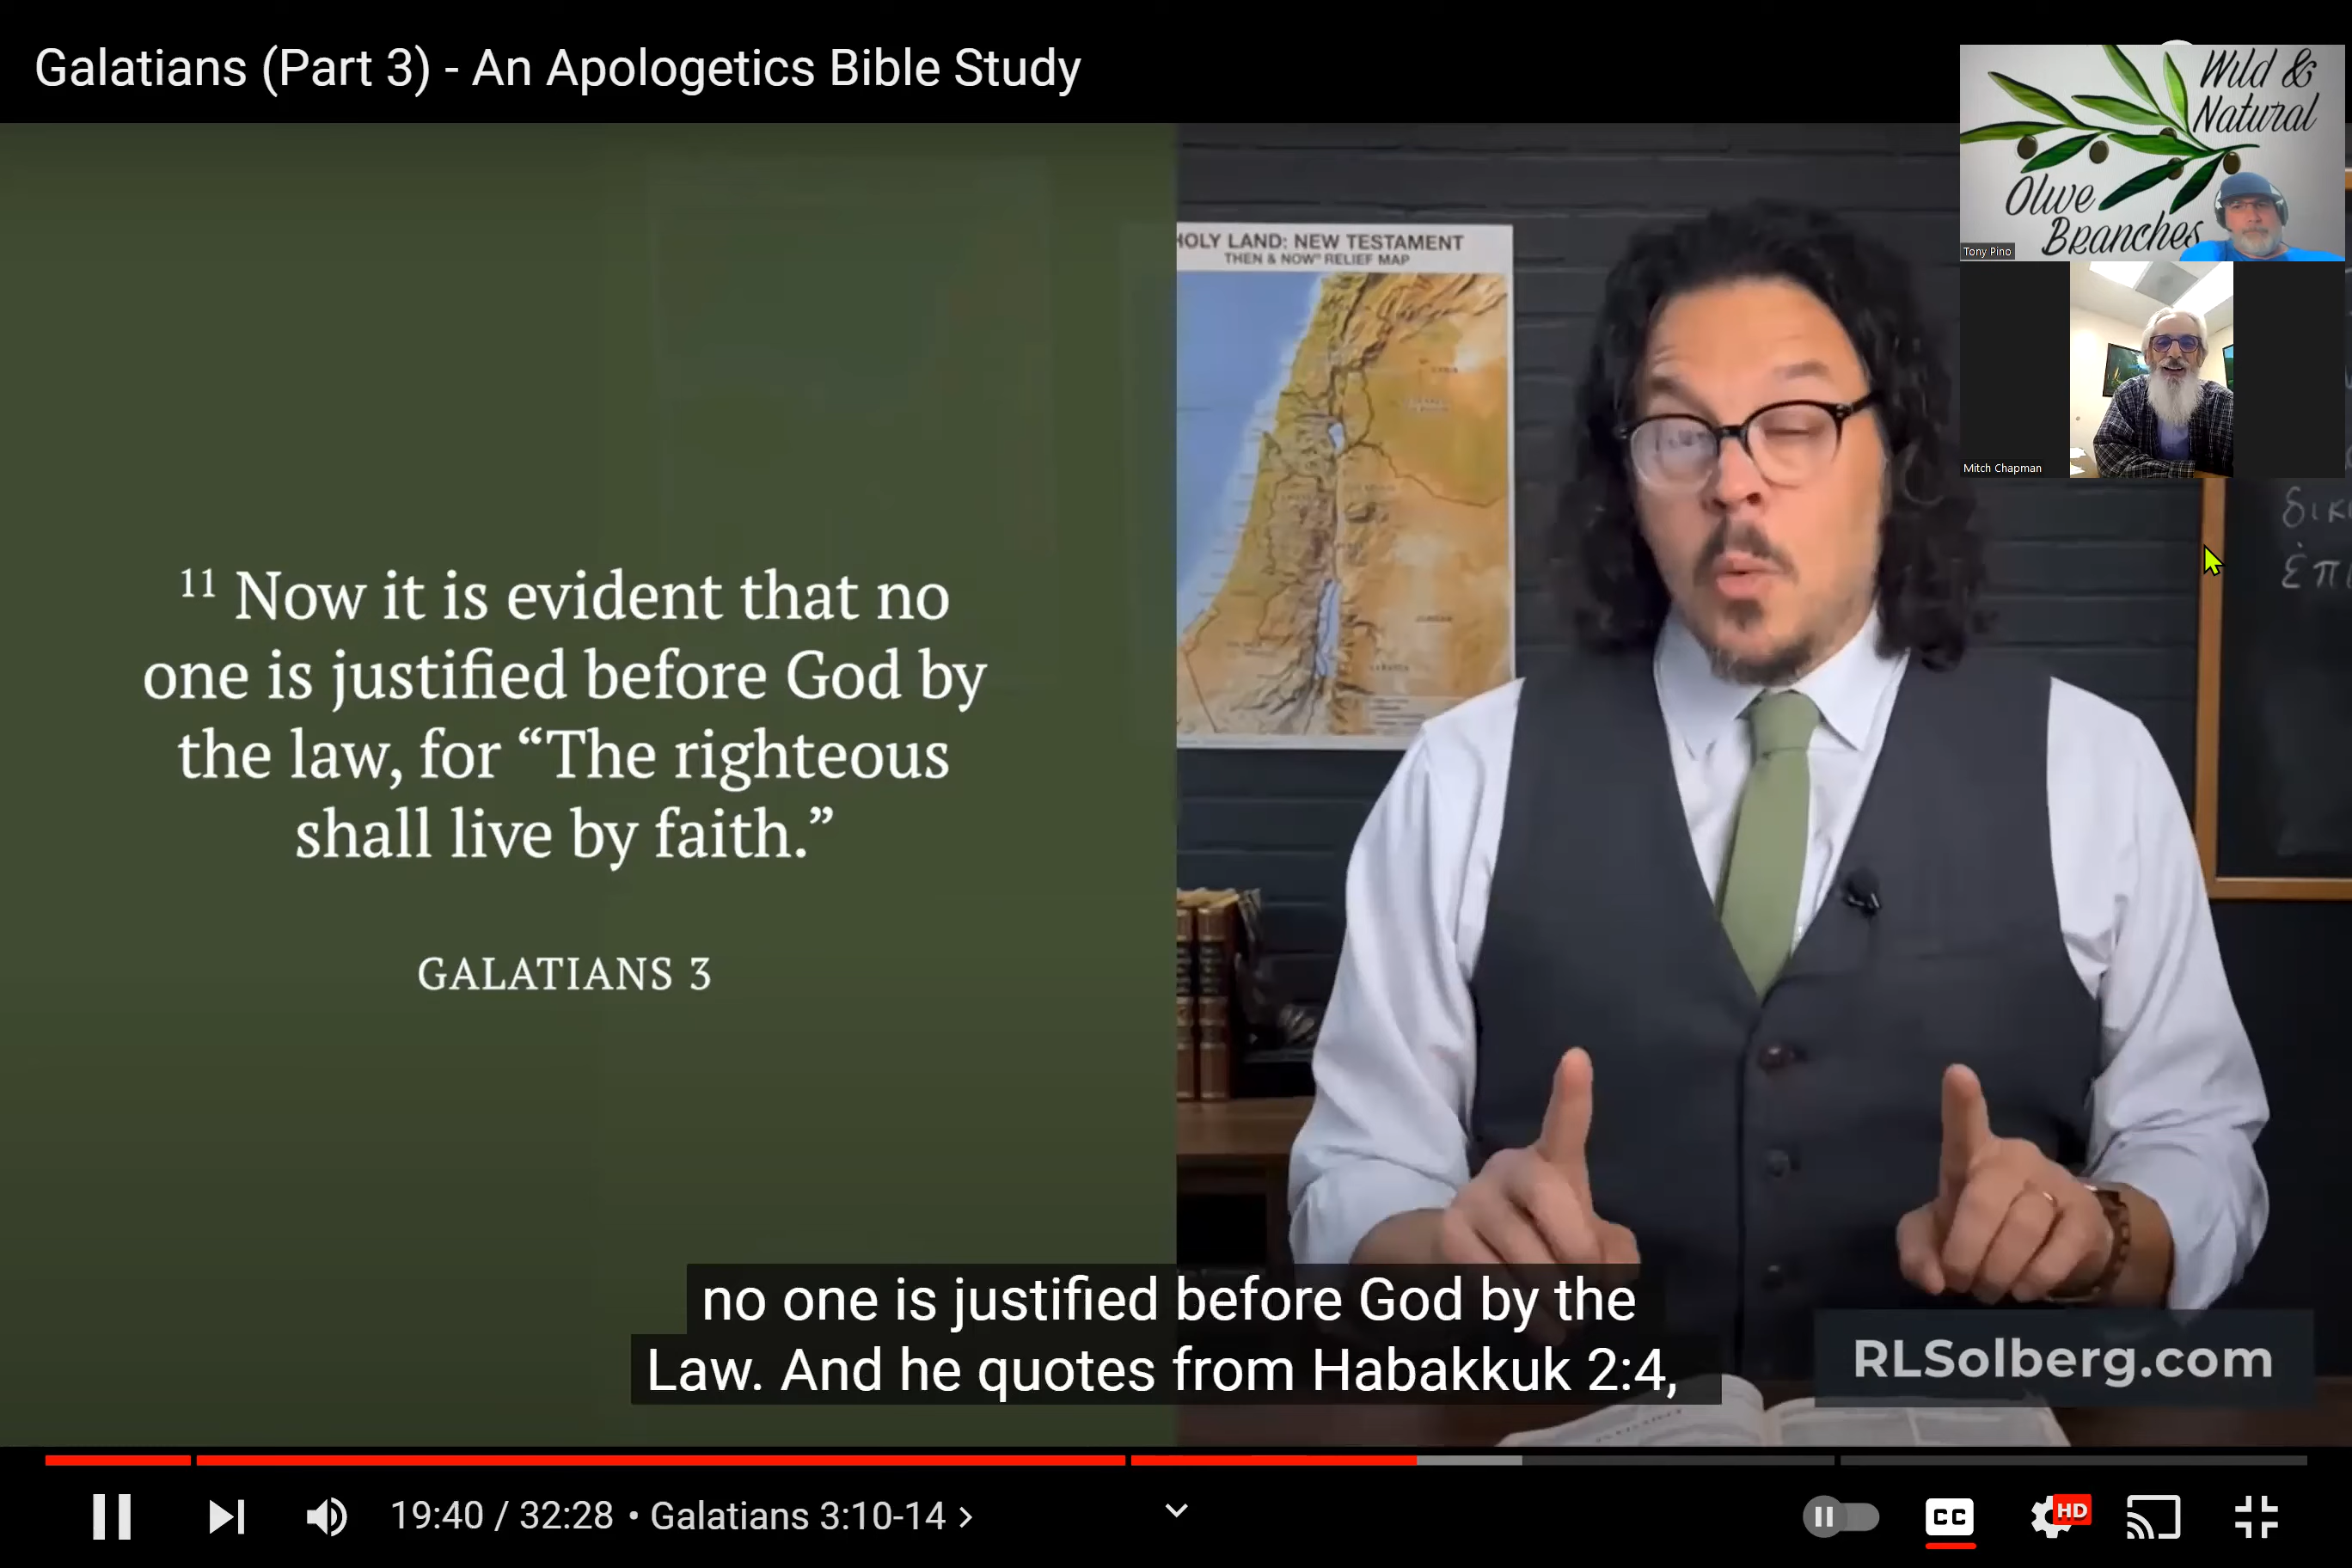 Galatians (Part 3) - An Apologetics Bible Study
Wild &
Natural
Olive
Branches
Tony Pino
Mitch Chapman
HOLY LAND: NEW TESTAMENT
THEN & NOW® RELIEF MAP
11 Now it is evident that no
one is justified before God by
the law, for “The righteous
shall live by faith.”
GALATIANS 3
no one is justified before God by the
Law. And he quotes from Habakkuk 2:4,
RLSolberg.com
19:40 / 32:28 • Galatians 3:10-14 ›
CC
HD